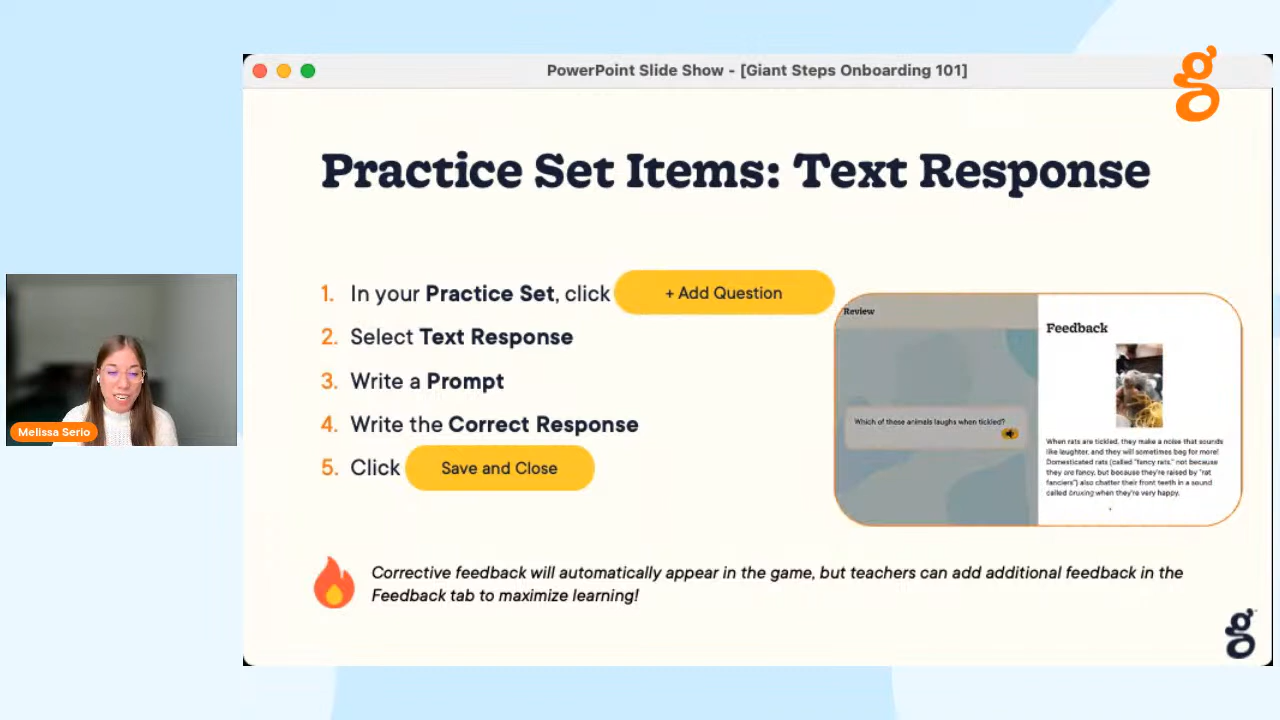 PowerPoint Slide Show - [Giant Steps Onboarding 101]
g
Practice Set Items: Text Response
1. In your Practice Set, click + Add Question
2. Select Text Response
3. Write a Prompt
4. Write the Correct Response
5. Click Save and Close
Review
Which of these animals laughs when tickled?
Feedback
When rats are tickled, they make a noise that sounds
like laughter, and they will sometimes beg for more!
Domesticated rats (called "fancy rats," not because
they are fancy, but because they're raised by "rat
fanciers") also chatter their front teeth in a sound
called bruxing when they're very happy.
Melissa Serio
Corrective feedback will automatically appear in the game, but teachers can add additional feedback in the
Feedback tab to maximize learning!
g